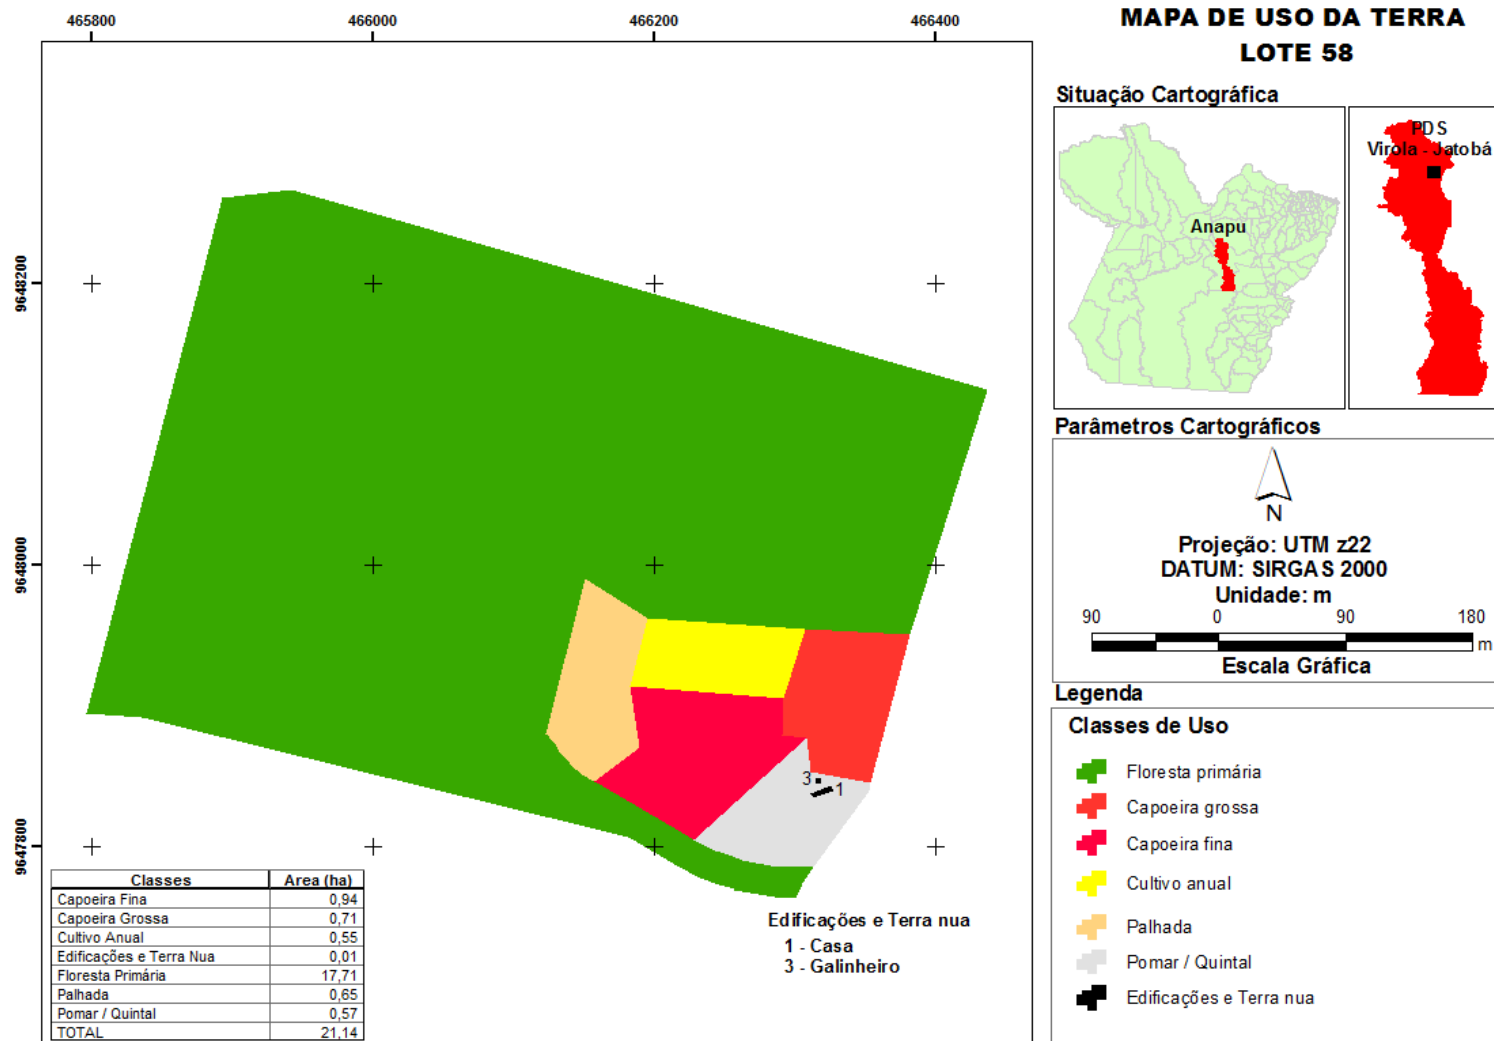 MAPA DE USO DA TERRA
LOTE 58
465800 466000 466200 466400
9648200
9648000
9647800
Situação Cartográfica
Anapu
PDS
Virola - Jatobá
Parâmetros Cartográficos
N
Projeção: UTM z22
DATUM: SIRGAS 2000
Unidade: m
90 0 90 180
m
Escala Gráfica
Legenda
Classes de Uso
Floresta primária
Capoeira grossa
Capoeira fina
Cultivo anual
Palhada
Pomar / Quintal
Edificações e Terra nua
3
1
Edificações e Terra nua
1 - Casa
3 - Galinheiro
Classes Area (ha)
Capoeira Fina 0,94
Capoeira Grossa 0,71
Cultivo Anual 0,55
Edificações e Terra Nua 0,01
Floresta Primária 17,71
Palhada 0,65
Pomar / Quintal 0,57
TOTAL 21,14